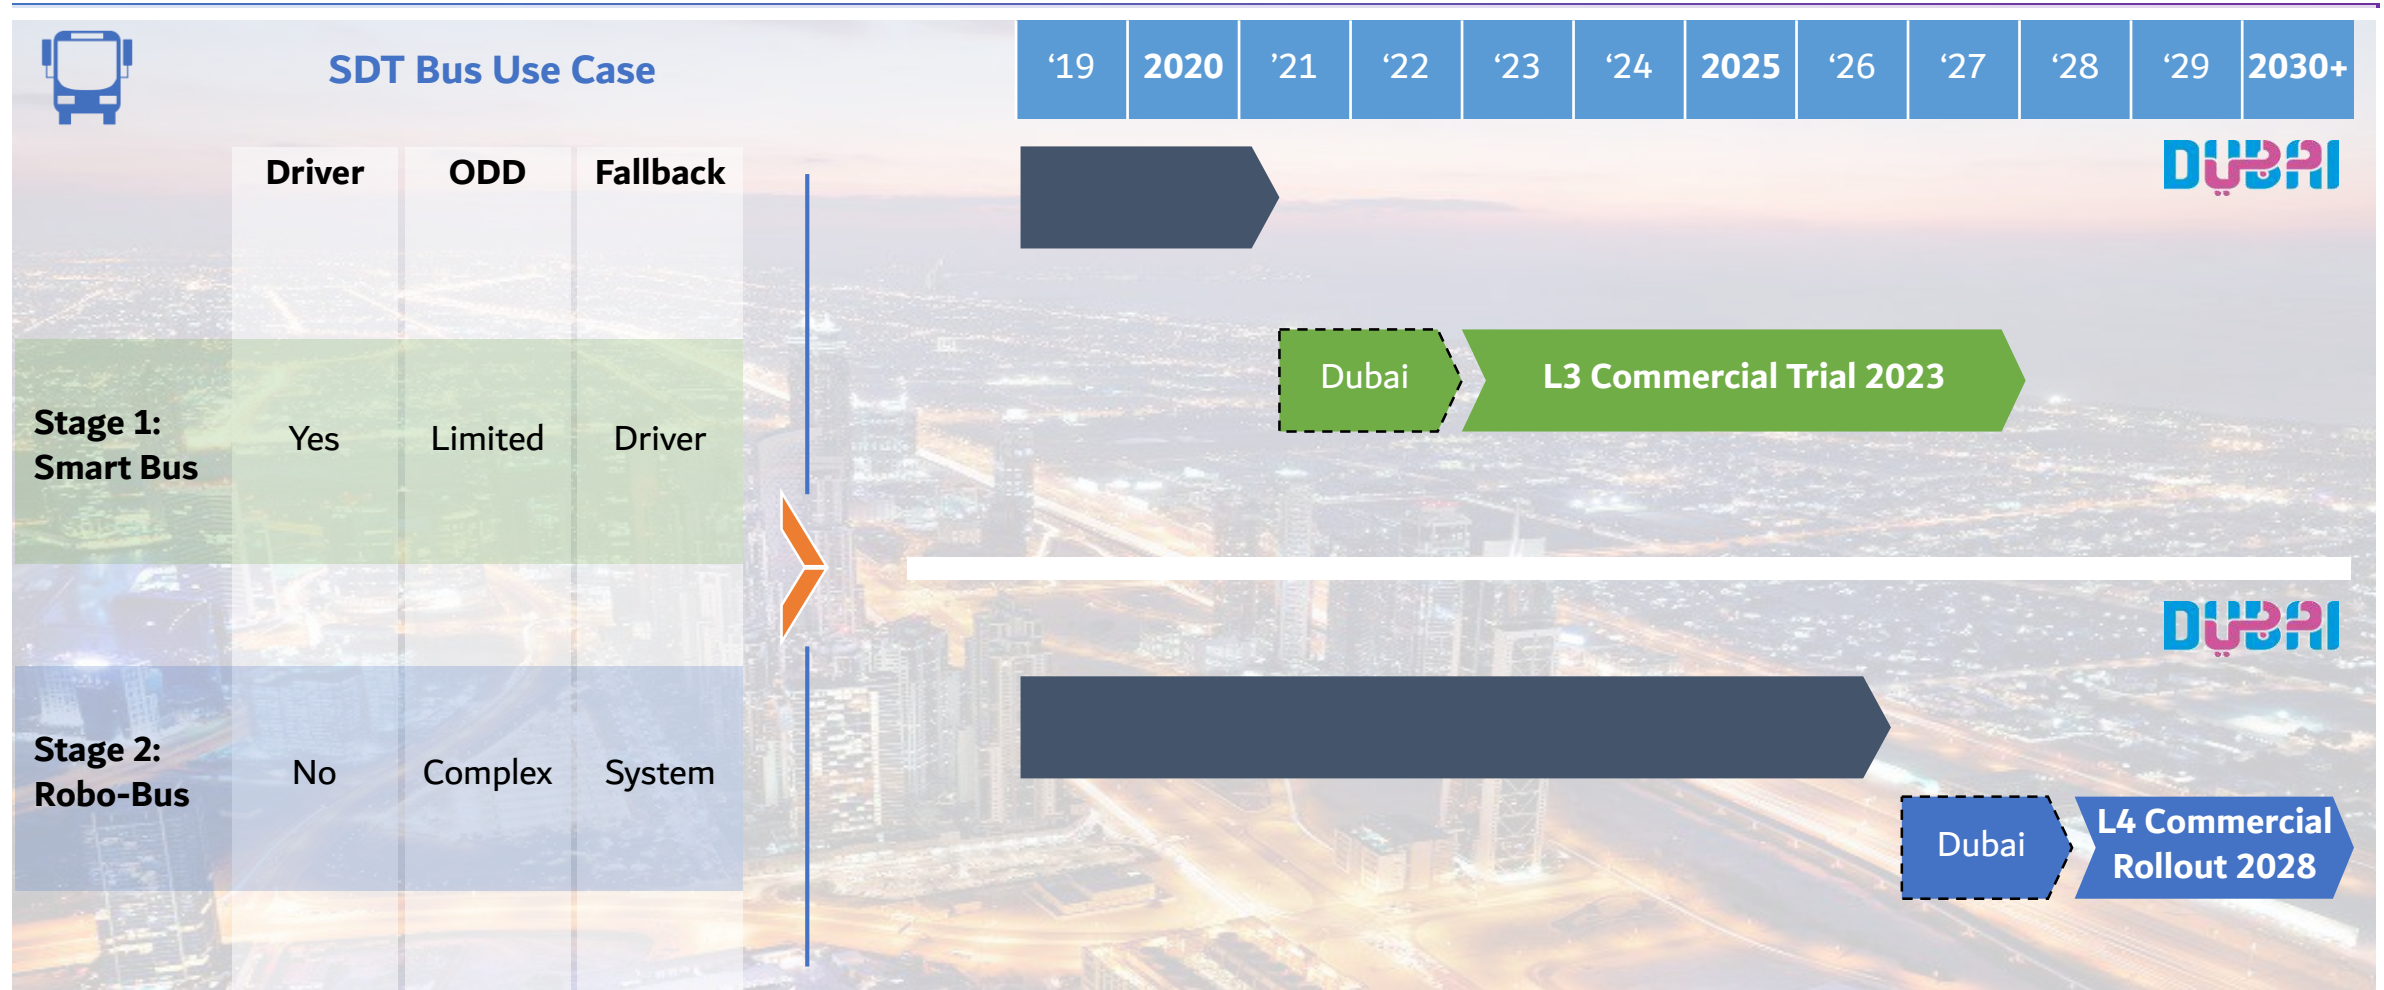 SDT Bus Use Case
‘19 2020 ’21 ‘22 ‘23 ‘24 2025 ‘26 ‘27 ‘28 ‘29 2030+
Driver ODD Fallback
DUBAI
Dubai
L3 Commercial Trial 2023
Stage 1:
Smart Bus
Yes Limited Driver
DUBAI
Stage 2:
Robo-Bus
No Complex System
Dubai
L4 Commercial
Rollout 2028